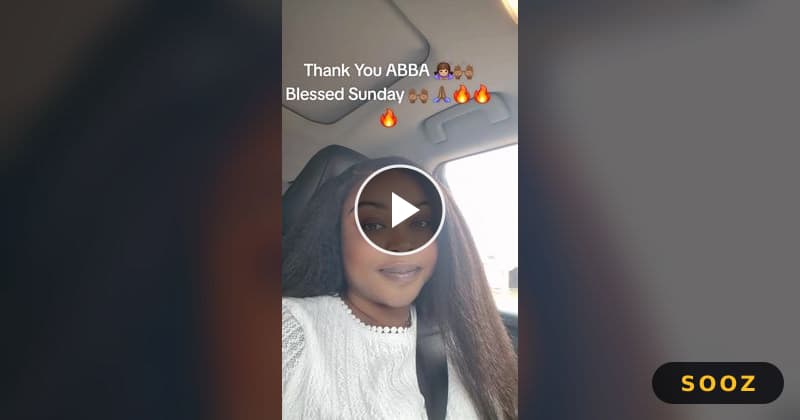 Thank You ABBA 👧🏽🙌🏽
Blessed Sunday 🙌🏽🙏🏽🔥🔥
🔥
SOOZ